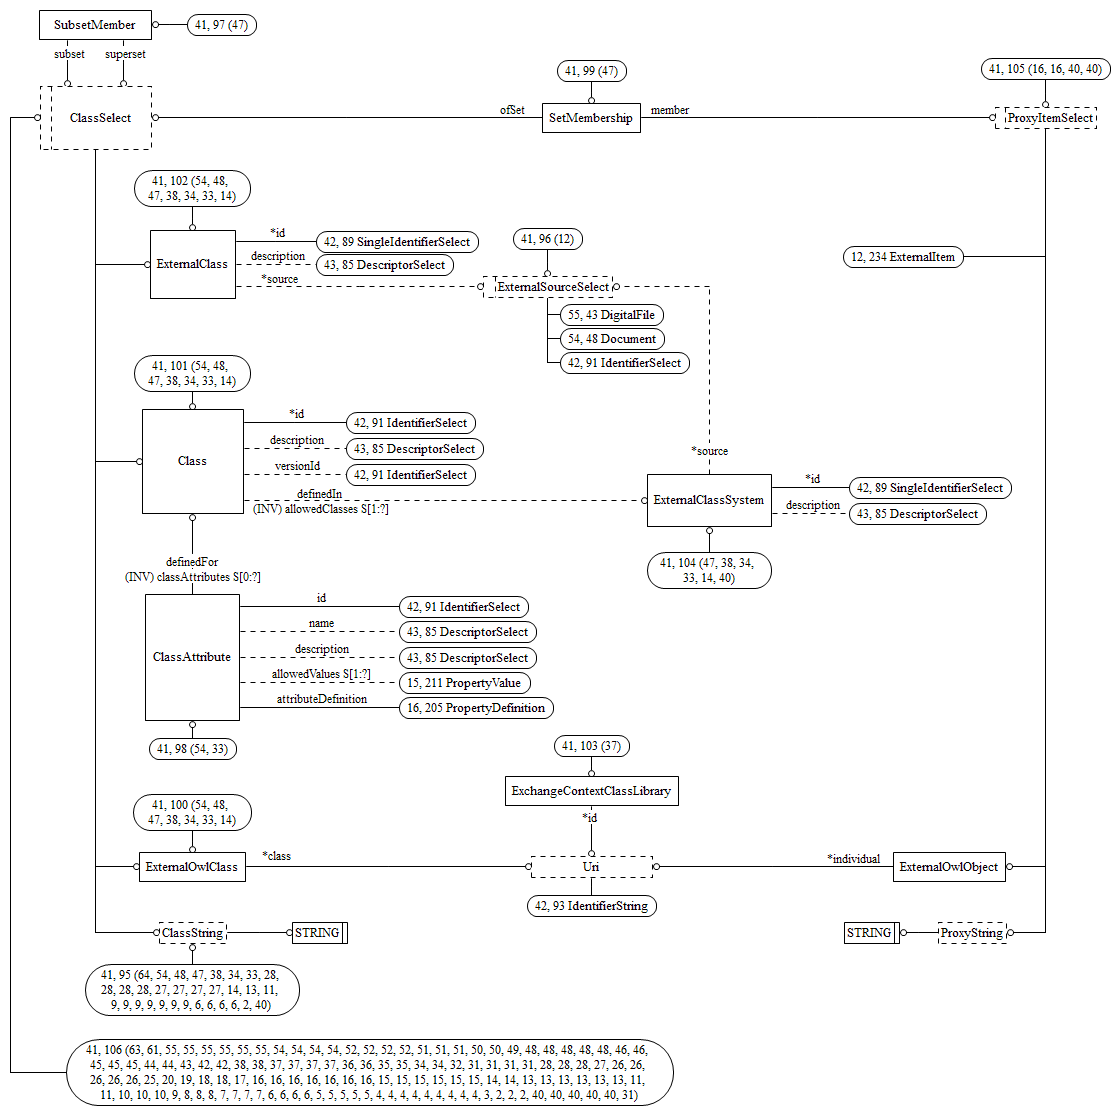 SubsetMember
41, 97 (47)
subset
superset
41, 99 (47)
41, 105 (16, 16, 40, 40)
ClassSelect
ofSet
SetMembership
member
ProxyItemSelect
41, 102 (54, 48,
47, 38, 34, 33, 14)
*id
42, 89 SingleIdentifierSelect
ExternalClass
description
43, 85 DescriptorSelect
*source
41, 96 (12)
ExternalSourceSelect
12, 234 ExternalItem
55, 43 DigitalFile
54, 48 Document
42, 91 IdentifierSelect
41, 101 (54, 48,
47, 38, 34, 33, 14)
Class
*id
42, 91 IdentifierSelect
description
43, 85 DescriptorSelect
versionId
42, 91 IdentifierSelect
definedIn
(INV) allowedClasses S[1:?]
*source
ExternalClassSystem
*id
42, 89 SingleIdentifierSelect
description
43, 85 DescriptorSelect
41, 104 (47, 38, 34,
33, 14, 40)
definedFor
(INV) classAttributes S[0:?]
ClassAttribute
id
42, 91 IdentifierSelect
name
43, 85 DescriptorSelect
description
43, 85 DescriptorSelect
allowedValues S[1:?]
15, 211 PropertyValue
attributeDefinition
16, 205 PropertyDefinition
41, 98 (54, 33)
41, 103 (37)
ExchangeContextClassLibrary
*id
41, 100 (54, 48,
47, 38, 34, 33, 14)
ExternalOwlClass
*class
Uri
*individual
ExternalOwlObject
42, 93 IdentifierString
ClassString
STRING
STRING
ProxyString
41, 95 (64, 54, 48, 47, 38, 34, 33, 28,
28, 28, 28, 27, 27, 27, 27, 14, 13, 11,
9, 9, 9, 9, 9, 9, 9, 6, 6, 6, 6, 2, 40)
41, 106 (63, 61, 55, 55, 55, 55, 55, 55, 54, 54, 54, 54, 52, 52, 52, 52, 51, 51, 51, 50, 50, 49, 48, 48, 48, 48, 48, 46, 46,
45, 45, 45, 44, 44, 43, 42, 42, 38, 38, 37, 37, 37, 37, 36, 36, 35, 35, 34, 34, 32, 31, 31, 31, 31, 28, 28, 28, 27, 26, 26,
26, 26, 26, 25, 20, 19, 18, 18, 17, 16, 16, 16, 16, 16, 16, 16, 15, 15, 15, 15, 15, 15, 14, 14, 13, 13, 13, 13, 13, 13, 11,
11, 10, 10, 10, 9, 8, 8, 8, 7, 7, 7, 7, 6, 6, 6, 6, 5, 5, 5, 5, 5, 4, 4, 4, 4, 4, 4, 4, 4, 4, 3, 2, 2, 2, 40, 40, 40, 40, 40, 31)